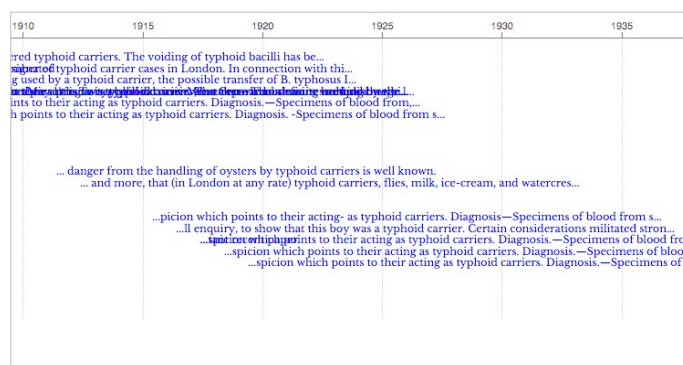 1910 1915 1920 1925 1930 1935
red typhoid carriers. The voiding of typhoid bacilli has be...
typhoid carrier cases in London. In connection with thi...
g used by a typhoid carrier, the possible transfer of B. typhosus I...
ints to their acting as typhoid carriers. Diagnosis.—Specimens of blood from,...
h points to their acting as typhoid carriers. Diagnosis. -Specimens of blood from s...
... danger from the handling of oysters by typhoid carriers is well known.
... and more, that (in London at any rate) typhoid carriers, flies, milk, ice-cream, and watercres...
...picion which points to their acting- as typhoid carriers. Diagnosis—Specimens of blood from s...
...ll enquiry, to show that this boy was a typhoid carrier. Certain considerations militated stron...
points to their acting as typhoid carriers. Diagnosis.—Specimens of blood fro
...spicion which points to their acting as typhoid carriers. Diagnosis.—Specimens of bloo
...spicion which points to their acting as typhoid carriers. Diagnosis.—Specimens of